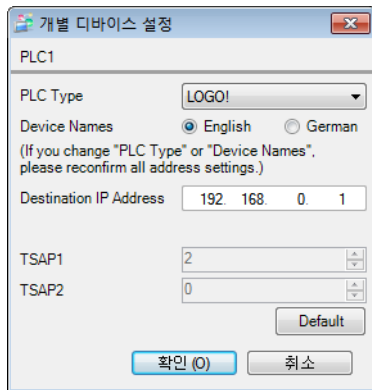 개별 디바이스 설정
PLC1
PLC Type LOGO!
Device Names English German
(If you change "PLC Type" or "Device Names",
please reconfirm all address settings.)
Destination IP Address 192. 168. 0. 1
TSAP1 2
TSAP2 0
Default
확인 (O) 취소